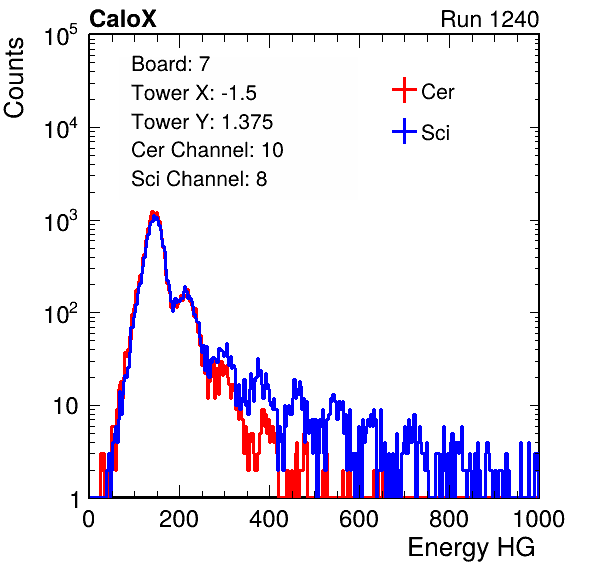 CaloX Run 1240
Counts
10^5
10^4
10^3
10^2
10
1
Board: 7
Tower X: -1.5
Tower Y: 1.375
Cer Channel: 10
Sci Channel: 8
Cer
Sci
0 200 400 600 800 1000
Energy HG